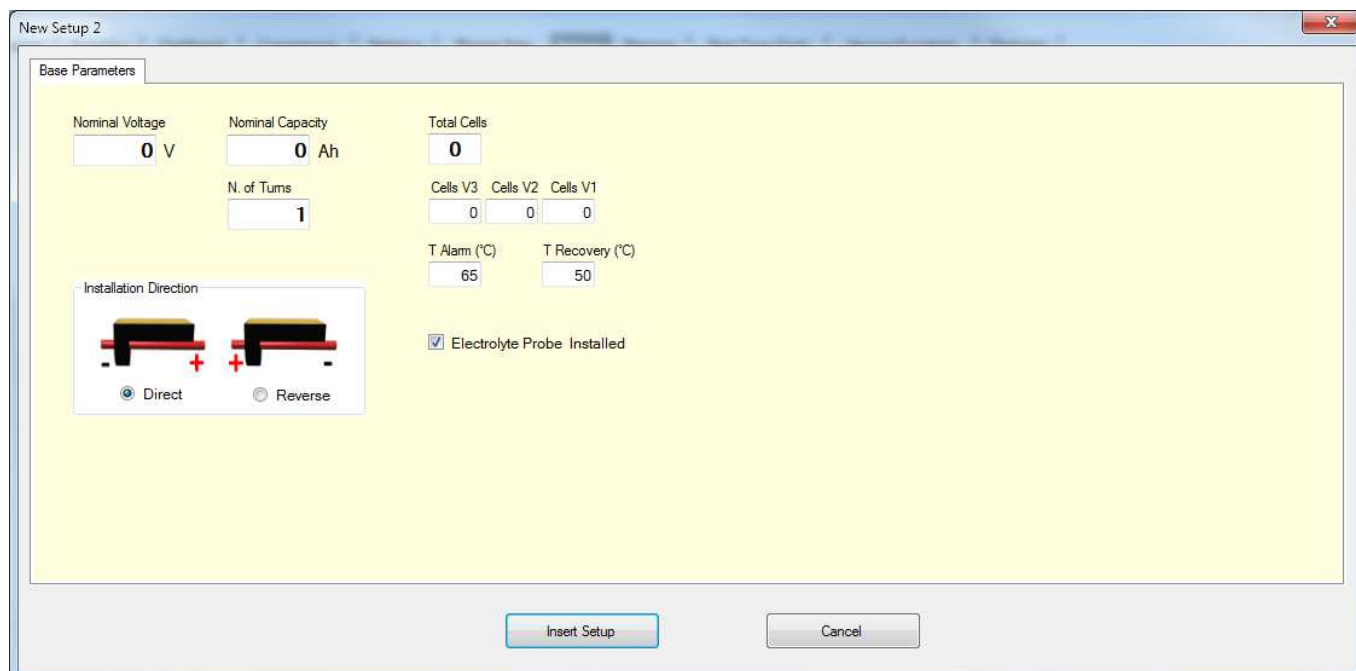 New Setup 2
Base Parameters
Nominal Voltage Nominal Capacity Total Cells
0 V 0 Ah 0
N. of Turns Cells V3 Cells V2 Cells V1
1 0 0 0
T Alarm (°C) T Recovery (°C)
65 50
Installation Direction
- + + -
Electrolyte Probe Installed
Direct Reverse
Insert Setup Cancel